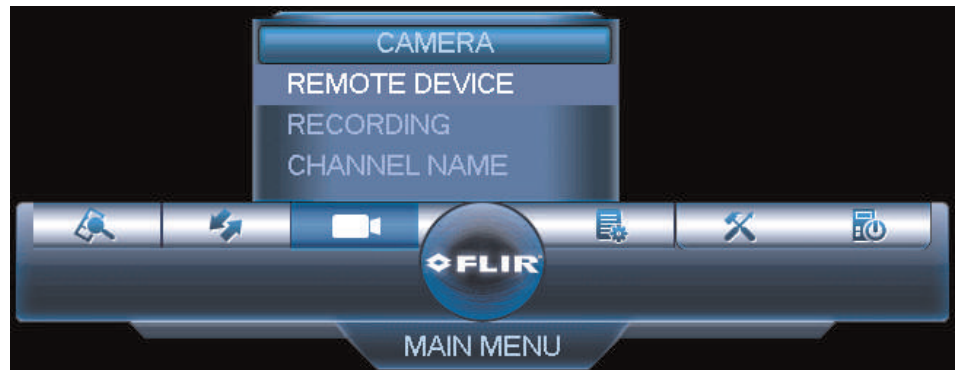 CAMERA
REMOTE DEVICE
RECORDING
CHANNEL NAME
FLIR
MAIN MENU